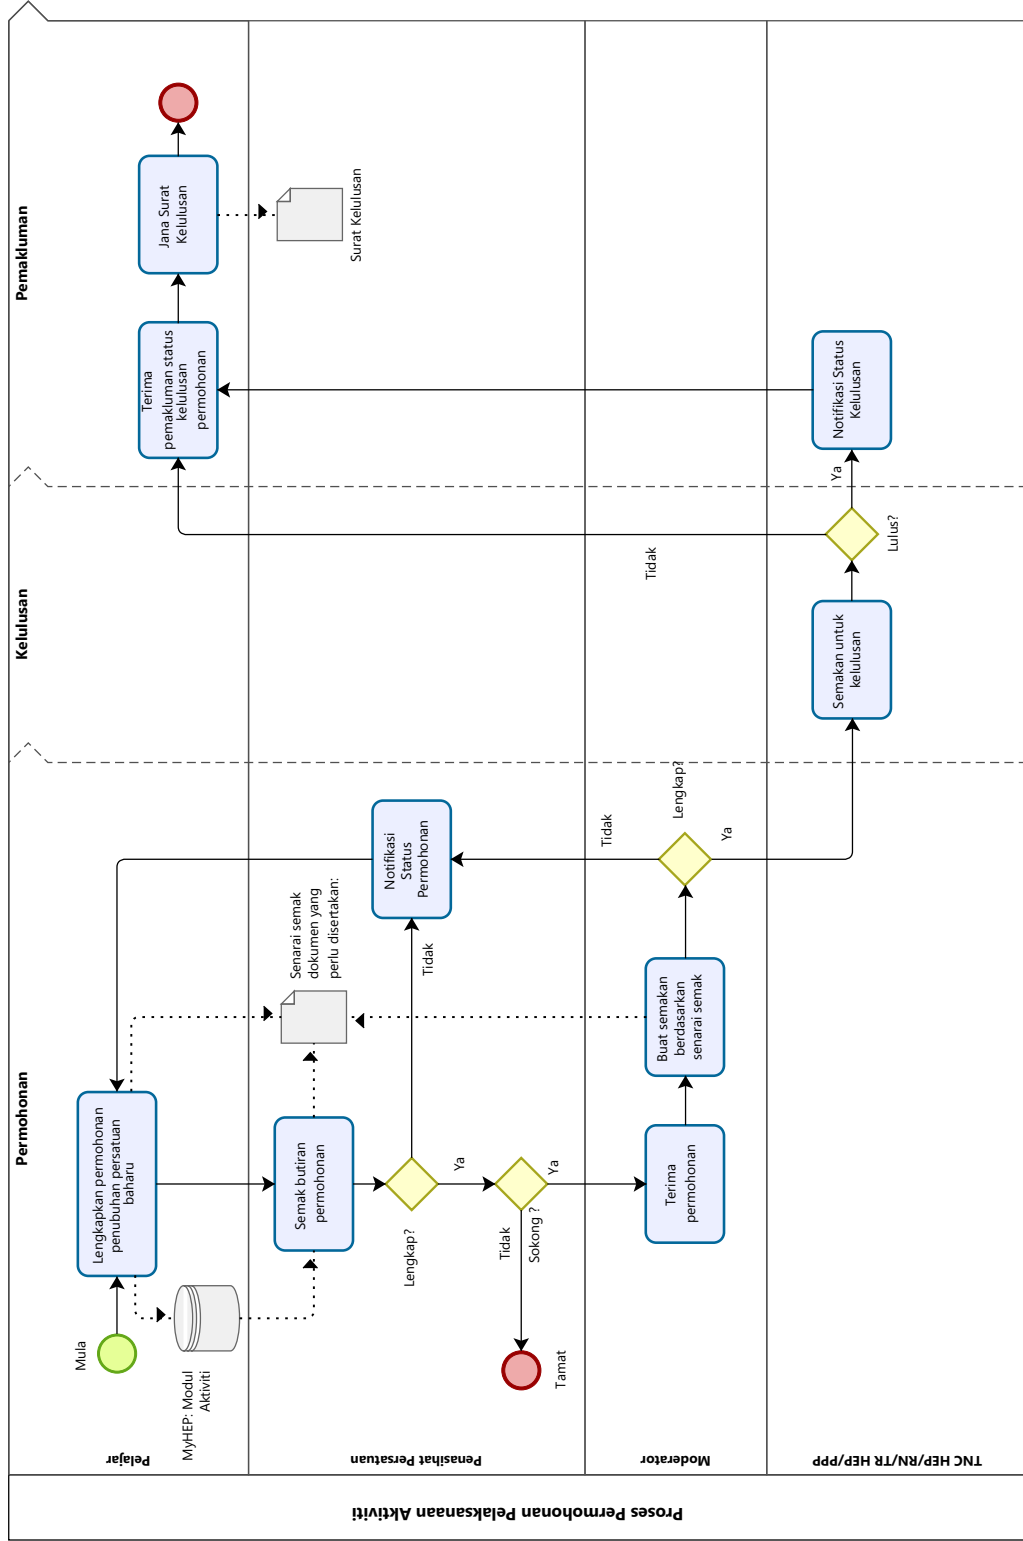 Proses Permohonan Pelaksanaan Aktiviti
Permohonan
Kelulusan
Pemakluman
Pelajar
Mula
Lengkapkan permohonan
penubuhan persatuan
baharu
MyHEP: Modul
Aktiviti
Terima
pemakluman status
kelulusan
permohonan
Jana Surat
Kelulusan
Surat Kelulusan
Penasihat Persatuan
Semak butiran
permohonan
Senarai semak
dokumen yang
perlu disertakan:
Lengkap?
Tidak
Ya
Notifikasi
Status
Permohonan
Tidak
Sokong ?
Ya
Tamat
Moderator
Terima
permohonan
Buat semakan
berdasarkan
senarai semak
Tidak
Lengkap?
Ya
Tidak
TNC HEP/RN/TR HEP/PPP
Semakan untuk
kelulusan
Lulus?
Ya
Notifikasi Status
Kelulusan